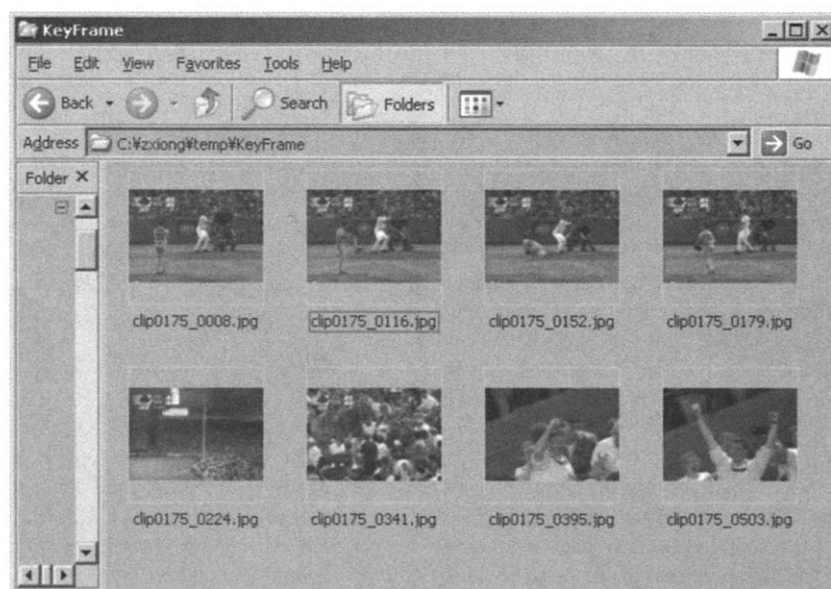 KeyFrame
File Edit View Favorites Tools Help
Back Search Folders
Address C:¥zxiong¥temp¥KeyFrame Go
Folder X
clip0175_0008.jpg clip0175_0116.jpg clip0175_0152.jpg clip0175_0179.jpg
clip0175_0224.jpg clip0175_0341.jpg clip0175_0395.jpg clip0175_0503.jpg